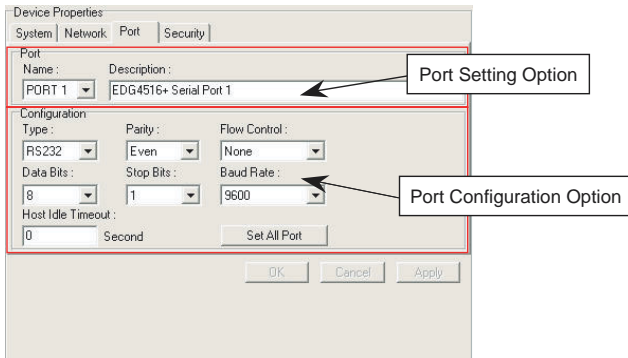 Device Properties
System Network Port Security
Port
Name : Description :
PORT 1 EDG4516+ Serial Port 1
Port Setting Option
Configuration
Type : Parity : Flow Control :
RS232 Even None
Data Bits : Stop Bits : Baud Rate :
8 1 9600
Port Configuration Option
Host Idle Timeout :
0 Second Set All Port
OK Cancel Apply